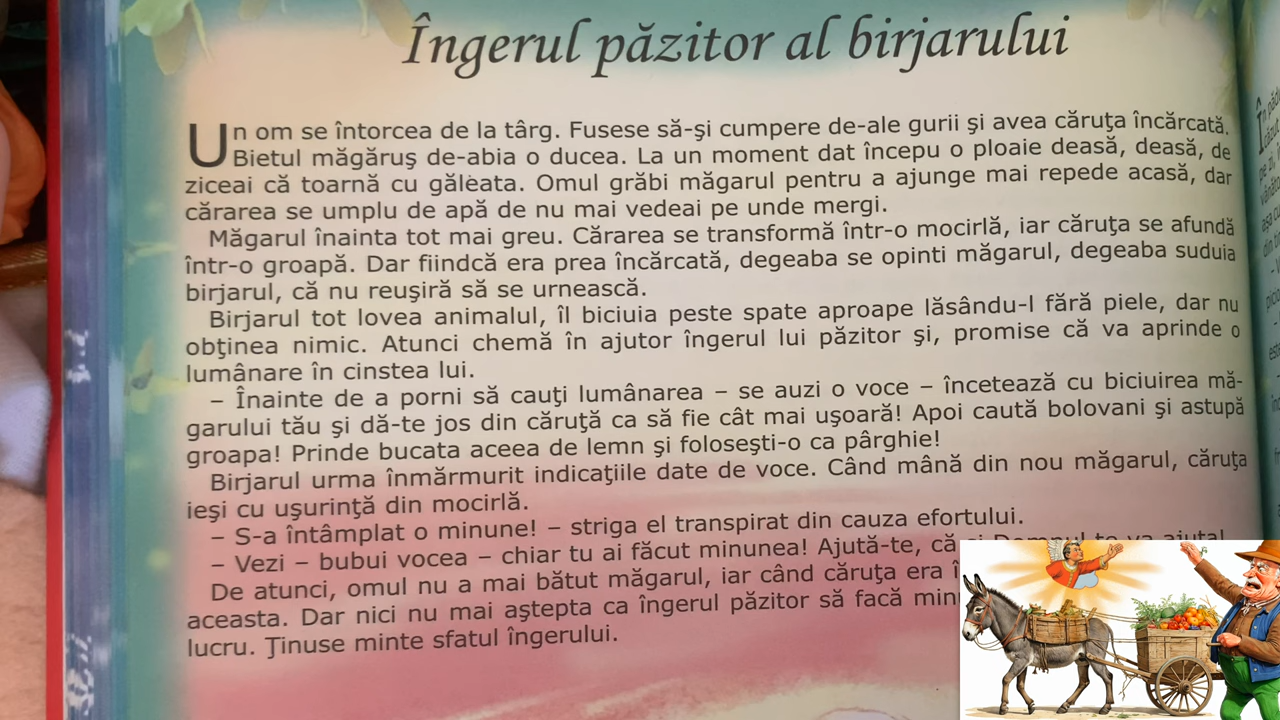 Îngerul păzitor al birjarului
Un om se întorcea de la târg. Fusese să-şi cumpere de-ale gurii şi avea căruţa încărcată.
Bietul măgăruş de-abia o ducea. La un moment dat începu o ploaie deasă, deasă, de
ziceai că toarnă cu găleata. Omul grăbi măgarul pentru a ajunge mai repede acasă, dar
cărarea se umplu de apă de nu mai vedeai pe unde mergi.
Măgarul înainta tot mai greu. Cărarea se transformă într-o mocirlă, iar căruţa se afundă
într-o groapă. Dar fiindcă era prea încărcată, degeaba se opinti măgarul, degeaba suduia
birjarul, că nu reuşiră să se urnească.
Birjarul tot lovea animalul, îl biciuia peste spate aproape lăsându-l fără piele, dar nu
obţinea nimic. Atunci chemă în ajutor îngerul lui păzitor şi, promise că va aprinde o
lumânare în cinstea lui.
– Înainte de a porni să cauţi lumânarea – se auzi o voce – încetează cu biciuirea mă-
garului tău şi dă-te jos din căruţă ca să fie cât mai uşoară! Apoi caută bolovani şi astupă
groapa! Prinde bucata aceea de lemn şi foloseşti-o ca pârghie!
Birjarul urma înmărmurit indicaţiile date de voce. Când mână din nou măgarul, căruţa
ieşi cu uşurinţă din mocirlă.
– S-a întâmplat o minune! – striga el transpirat din cauza efortului.
– Vezi – bubui vocea – chiar tu ai făcut minunea! Ajută-te, că
De atunci, omul nu a mai bătut măgarul, iar când căruţa era
aceasta. Dar nici nu mai aştepta ca îngerul păzitor să facă
lucru. Ţinuse minte sfatul îngerului.